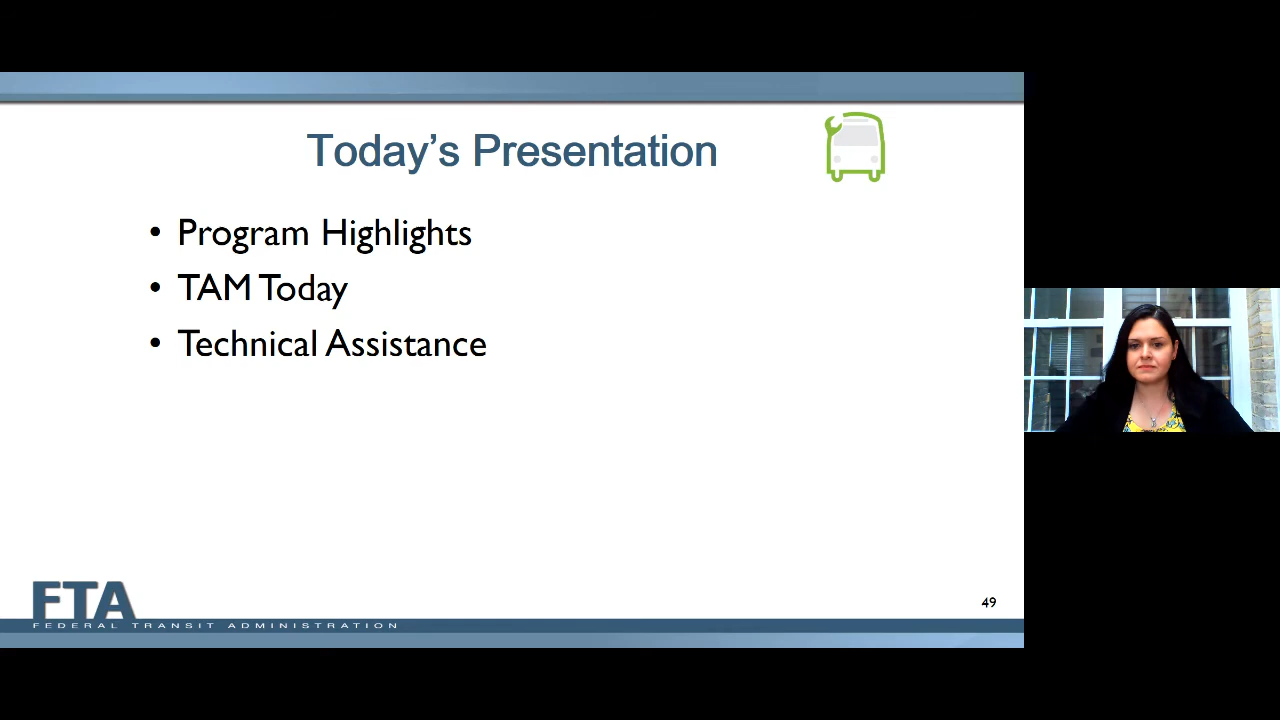 Today’s Presentation
• Program Highlights
• TAM Today
• Technical Assistance
FTA
FEDERAL TRANSIT ADMINISTRATION
49